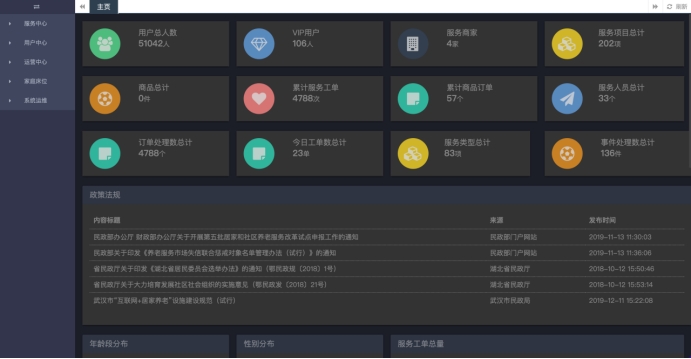 主页
刷新
服务中心
用户中心
运营中心
家庭床位
系统运维
用户总人数
51042人
VIP用户
106人
服务商家
4家
服务项目总计
202项
商品总计
0件
累计服务工单
4788次
累计商品订单
57个
服务人员总计
33个
订单处理数总计
4788个
今日工单数总计
23单
服务类型总计
83项
事件处理数总计
136件
政策法规
内容标题 来源 发布时间
民政部办公厅 财政部办公厅关于开展第五批居家和社区养老服务改革试点申报工作的通知 民政部门户网站 2019-11-13 11:30:03
民政部关于印发《养老服务市场失信联合惩戒对象名单管理办法（试行）》的通知 民政部门户网站 2019-11-13 11:36:06
省民政厅关于印发《湖北省居民委员会选举办法》的通知（鄂民政规〔2018〕1号） 湖北省民政厅 2018-10-12 15:50:46
省民政厅关于大力培育发展社区社会组织的实施意见（鄂民政发〔2018〕21号） 湖北省民政厅 2018-10-12 15:53:14
武汉市“互联网+居家养老”设施建设规范（试行） 武汉市民政局 2019-12-11 15:22:08
年龄段分布
性别分布
服务工单总量